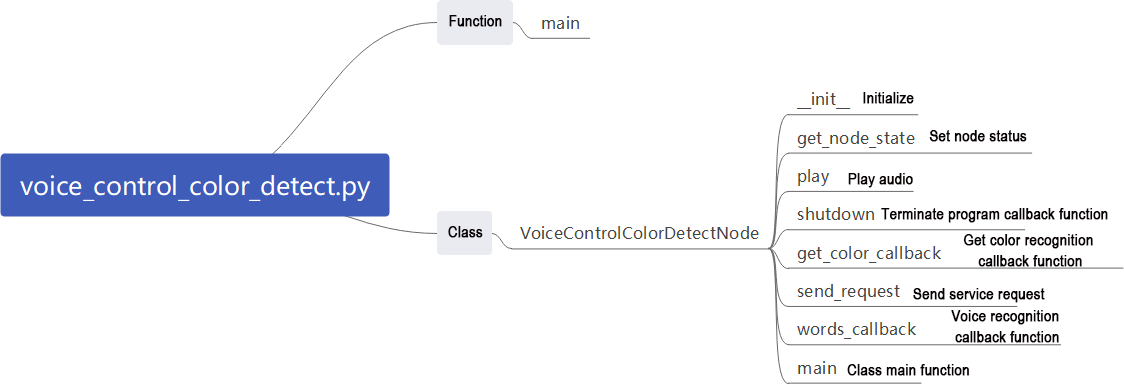 Function
main
voice_control_color_detect.py
Class
VoiceControlColorDetectNode
__init__ Initialize
get_node_state Set node status
play Play audio
shutdown Terminate program callback function
get_color_callback Get color recognition
callback function
send_request Send service request
words_callback Voice recognition
callback function
main Class main function